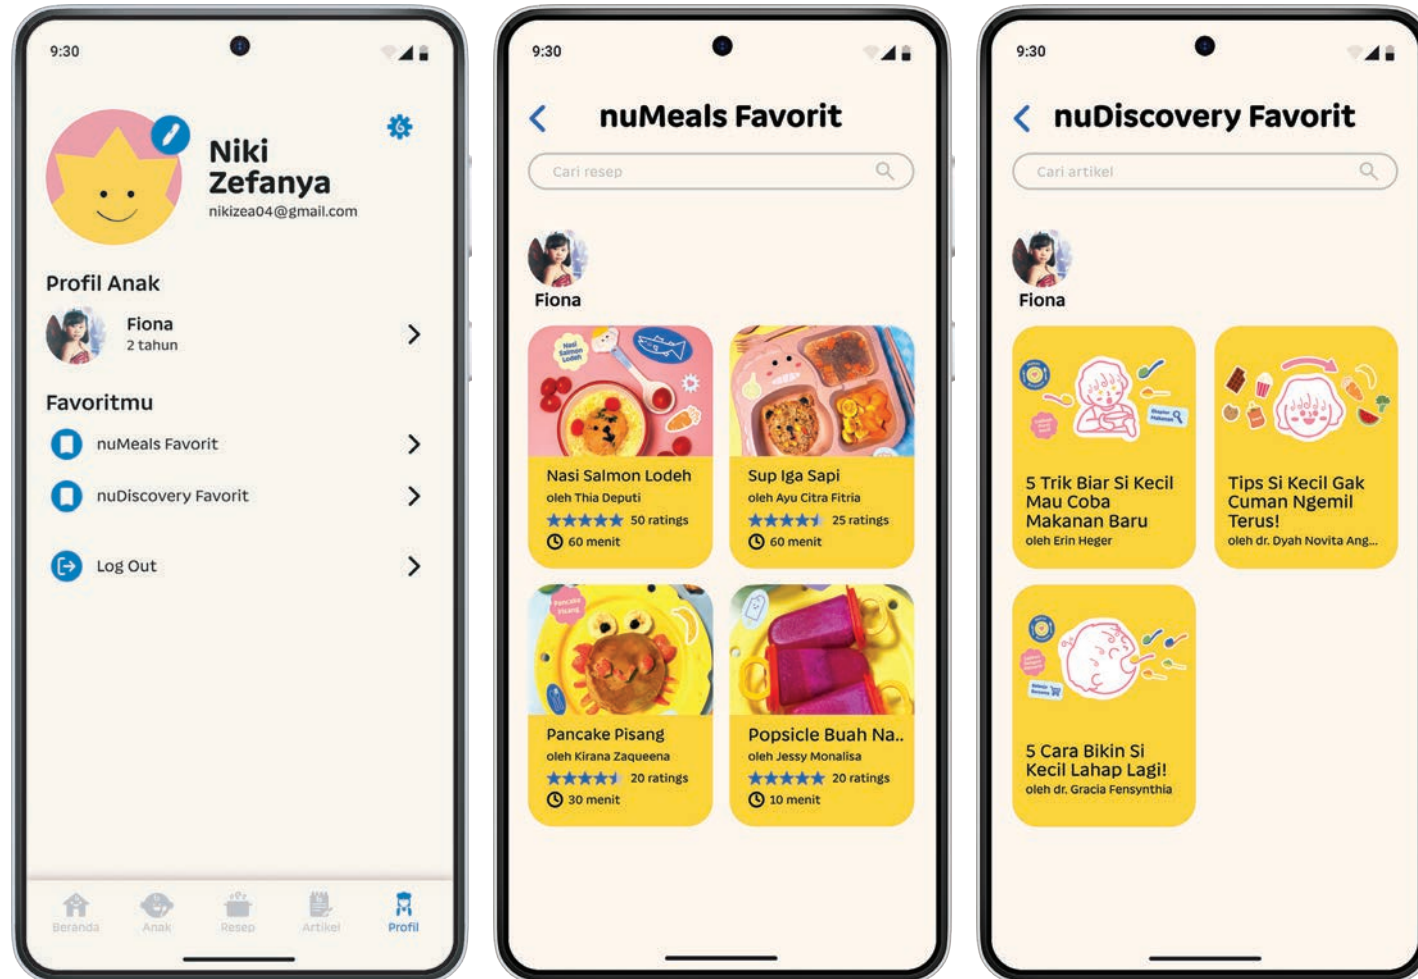 9:30
Niki
Zefanya
nikizea04@gmail.com
Profil Anak
Fiona
2 tahun
Favoritmu
nuMeals Favorit
nuDiscovery Favorit
Log Out
Beranda
Anak
Resep
Artikel
Profil
9:30
nuMeals Favorit
Cari resep
Fiona
Nasi
Salmon
Lodeh
Nasi Salmon Lodeh
oleh Thia Deputi
50 ratings
60 menit
Sup Iga Sapi
oleh Ayu Citra Fitria
25 ratings
60 menit
Pancake
Pisang
Pancake Pisang
oleh Kirana Zaqueena
20 ratings
30 menit
Popsicle Buah Na..
oleh Jessy Monalisa
20 ratings
10 menit
9:30
nuDiscovery Favorit
Cari artikel
Fiona
5 Trik Biar Si Kecil
Mau Coba
Makanan Baru
oleh Erin Heger
Tips Si Kecil Gak
Cuman Ngemil
Terus!
oleh dr. Dyah Novita Ang...
5 Cara Bikin Si
Kecil Lahap Lagi!
oleh dr. Gracia Fensynthia